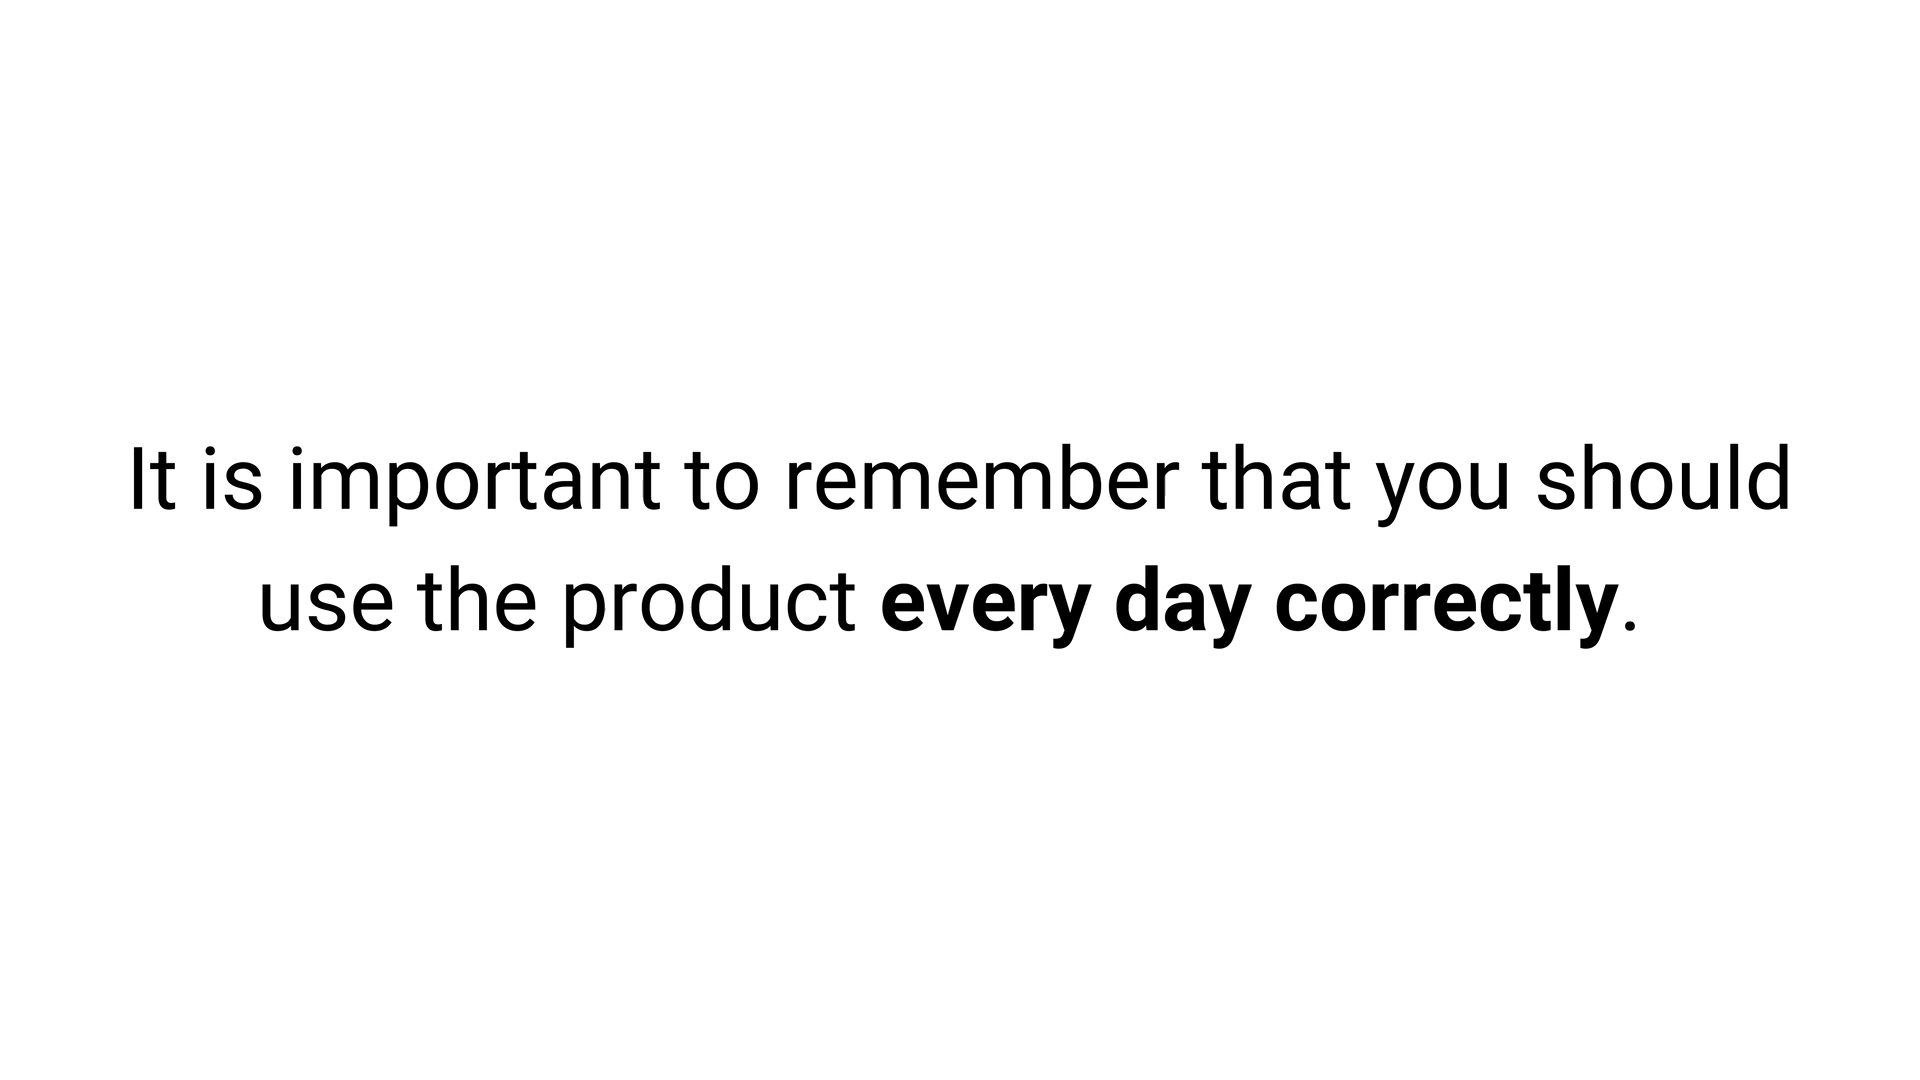 It is important to remember that you should
use the product every day correctly.